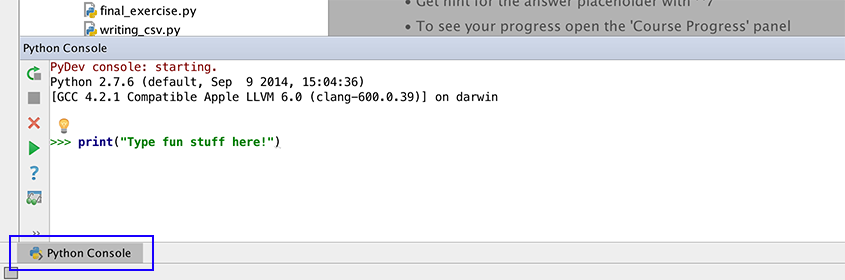 final_exercise.py
writing_csv.py
• Get hint for the answer placeholder with
• To see your progress open the 'Course Progress' panel
Python Console
PyDev console: starting.
Python 2.7.6 (default, Sep  9 2014, 15:04:36)
[GCC 4.2.1 Compatible Apple LLVM 6.0 (clang-600.0.39)] on darwin
>>> print("Type fun stuff here!")
Python Console